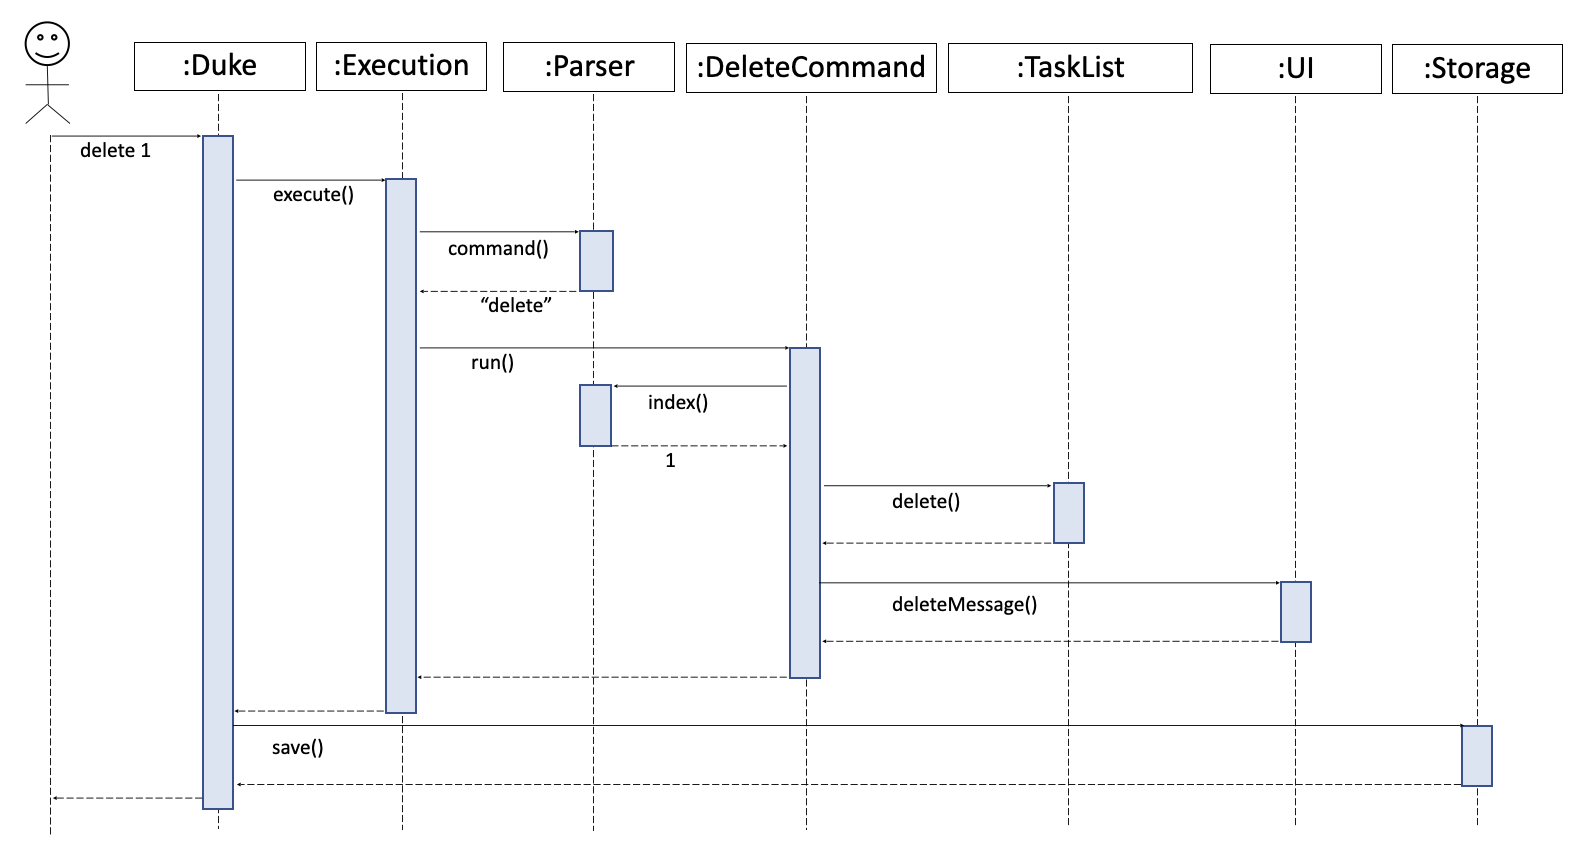 :Duke
:Execution
:Parser
:DeleteCommand
:TaskList
:UI
:Storage
delete 1
execute()
command()
“delete”
run()
index()
1
delete()
deleteMessage()
save()